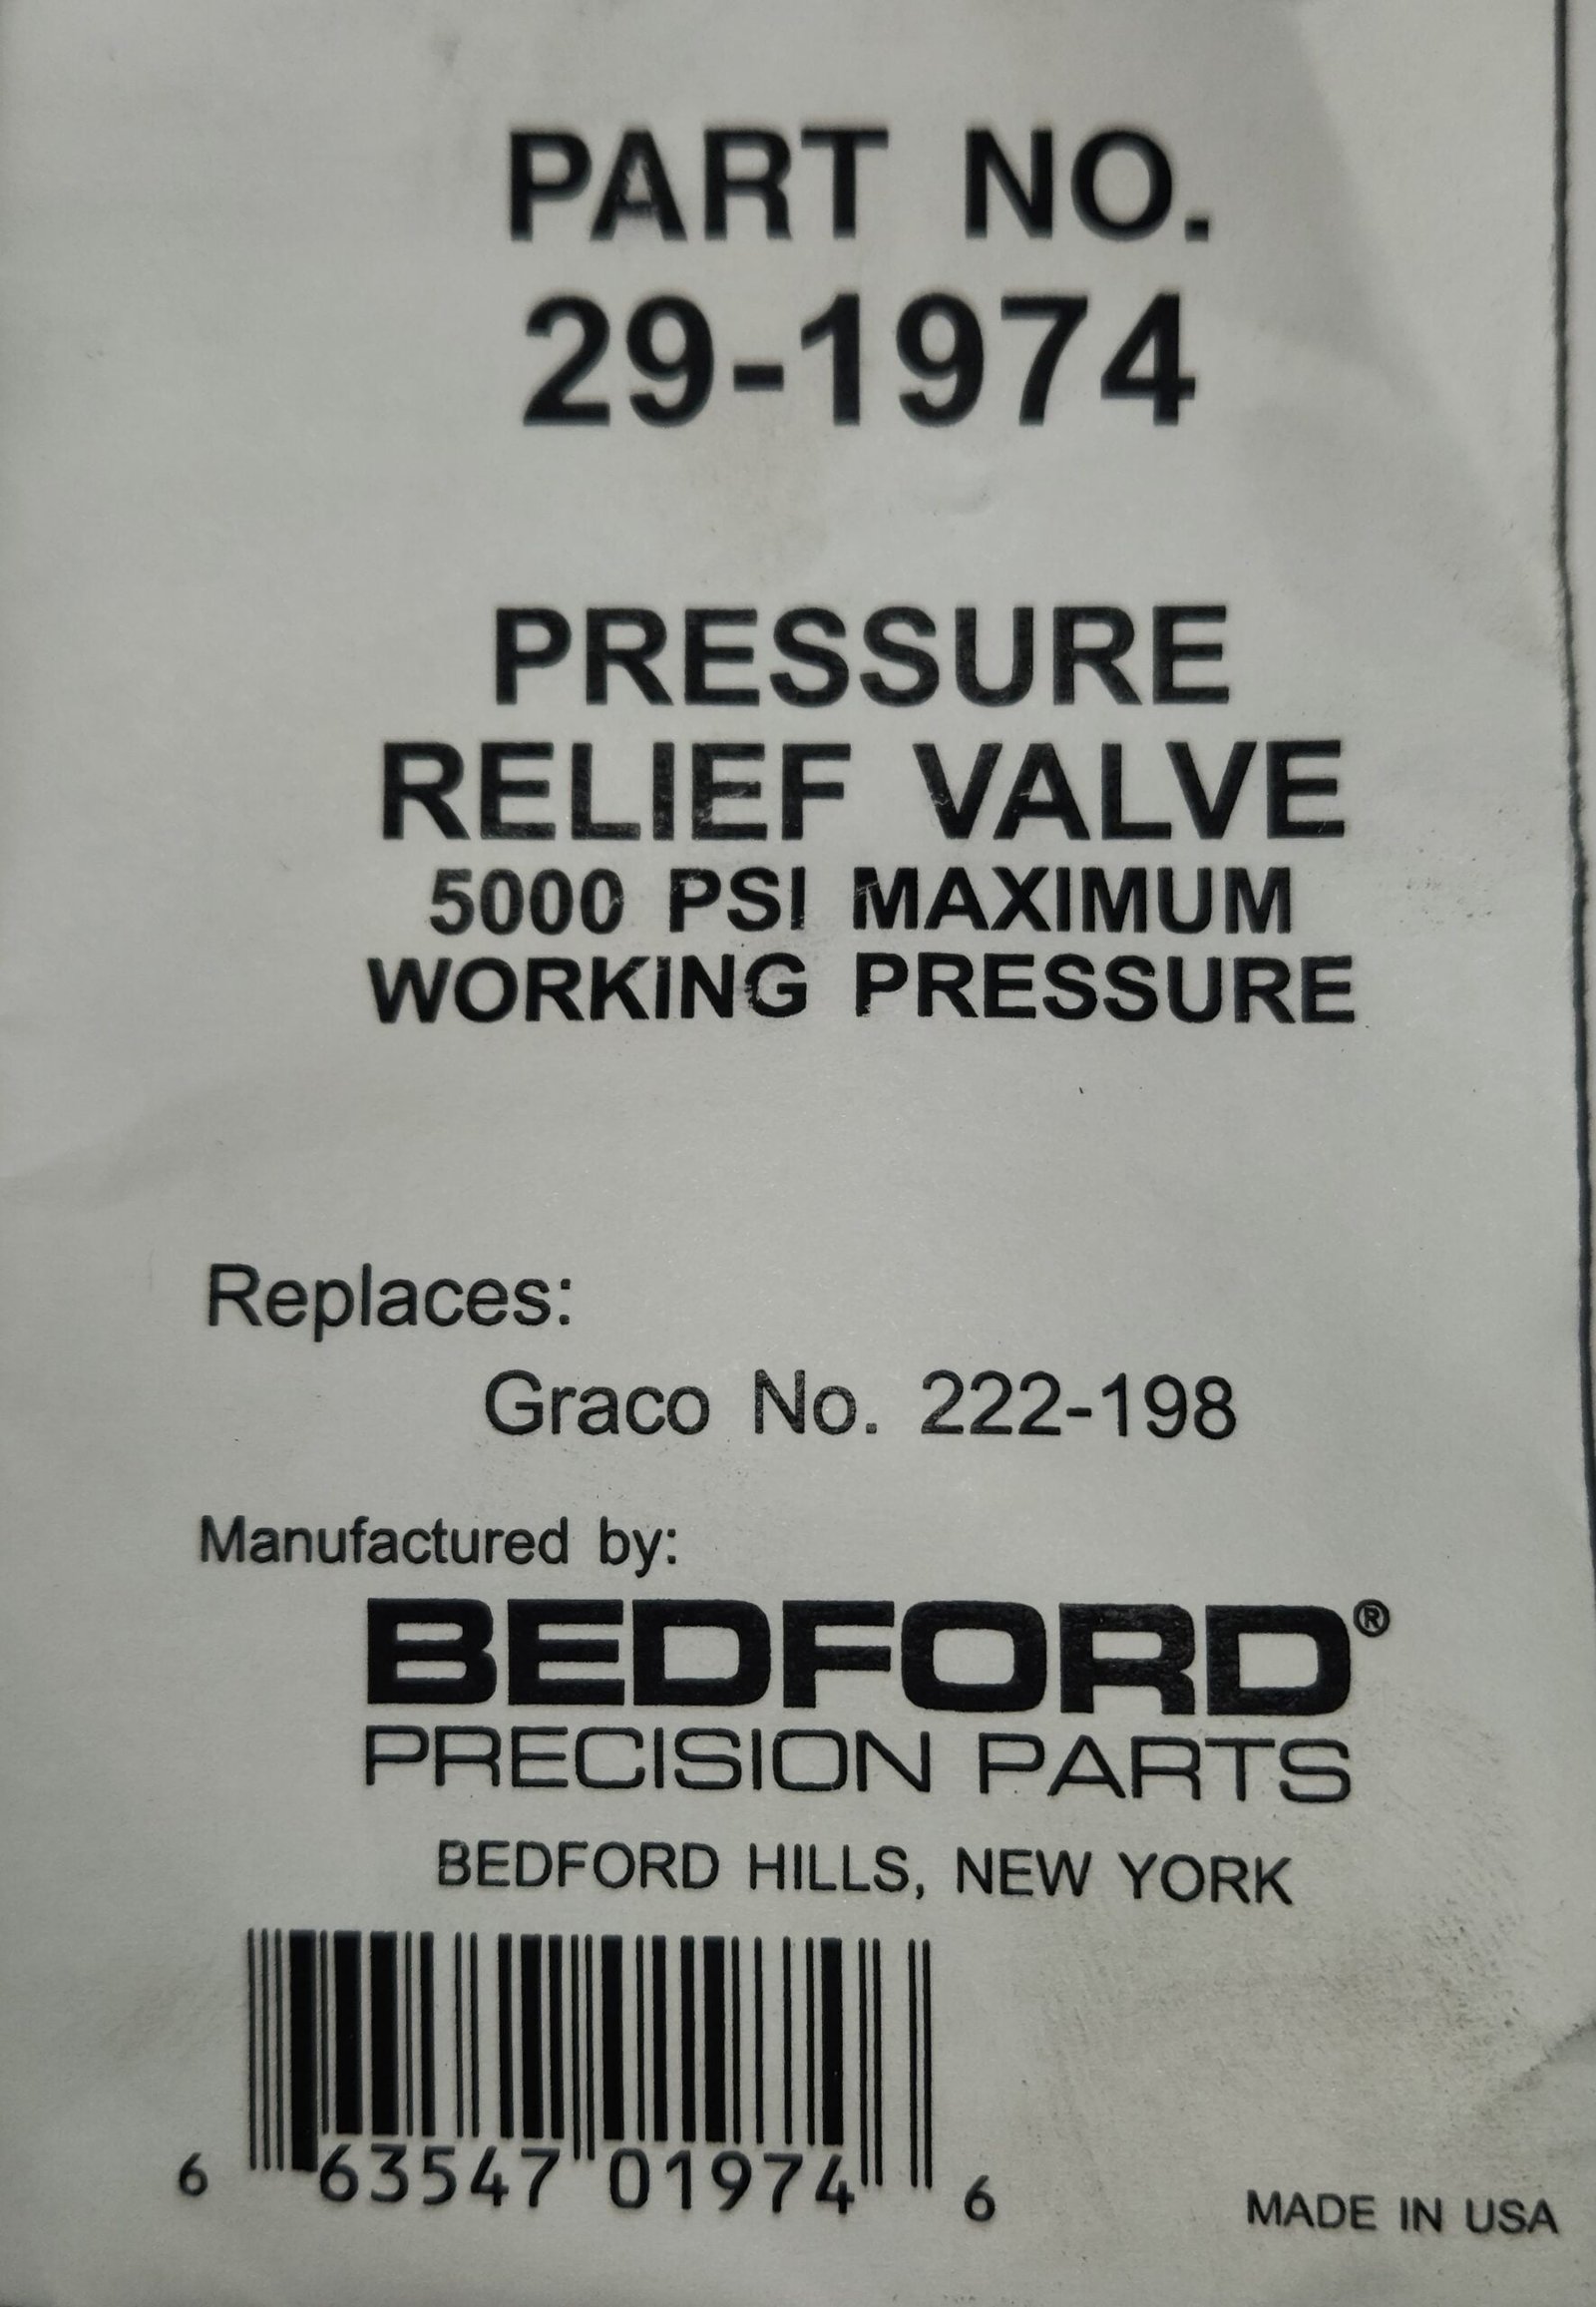 PART NO.
29-1974
PRESSURE
RELIEF VALVE
5000 PSI MAXIMUM
WORKING PRESSURE
Replaces:
Graco No. 222-198
Manufactured by:
BEDFORD®
PRECISION PARTS
BEDFORD HILLS, NEW YORK
6 63547 01974 6
MADE IN USA